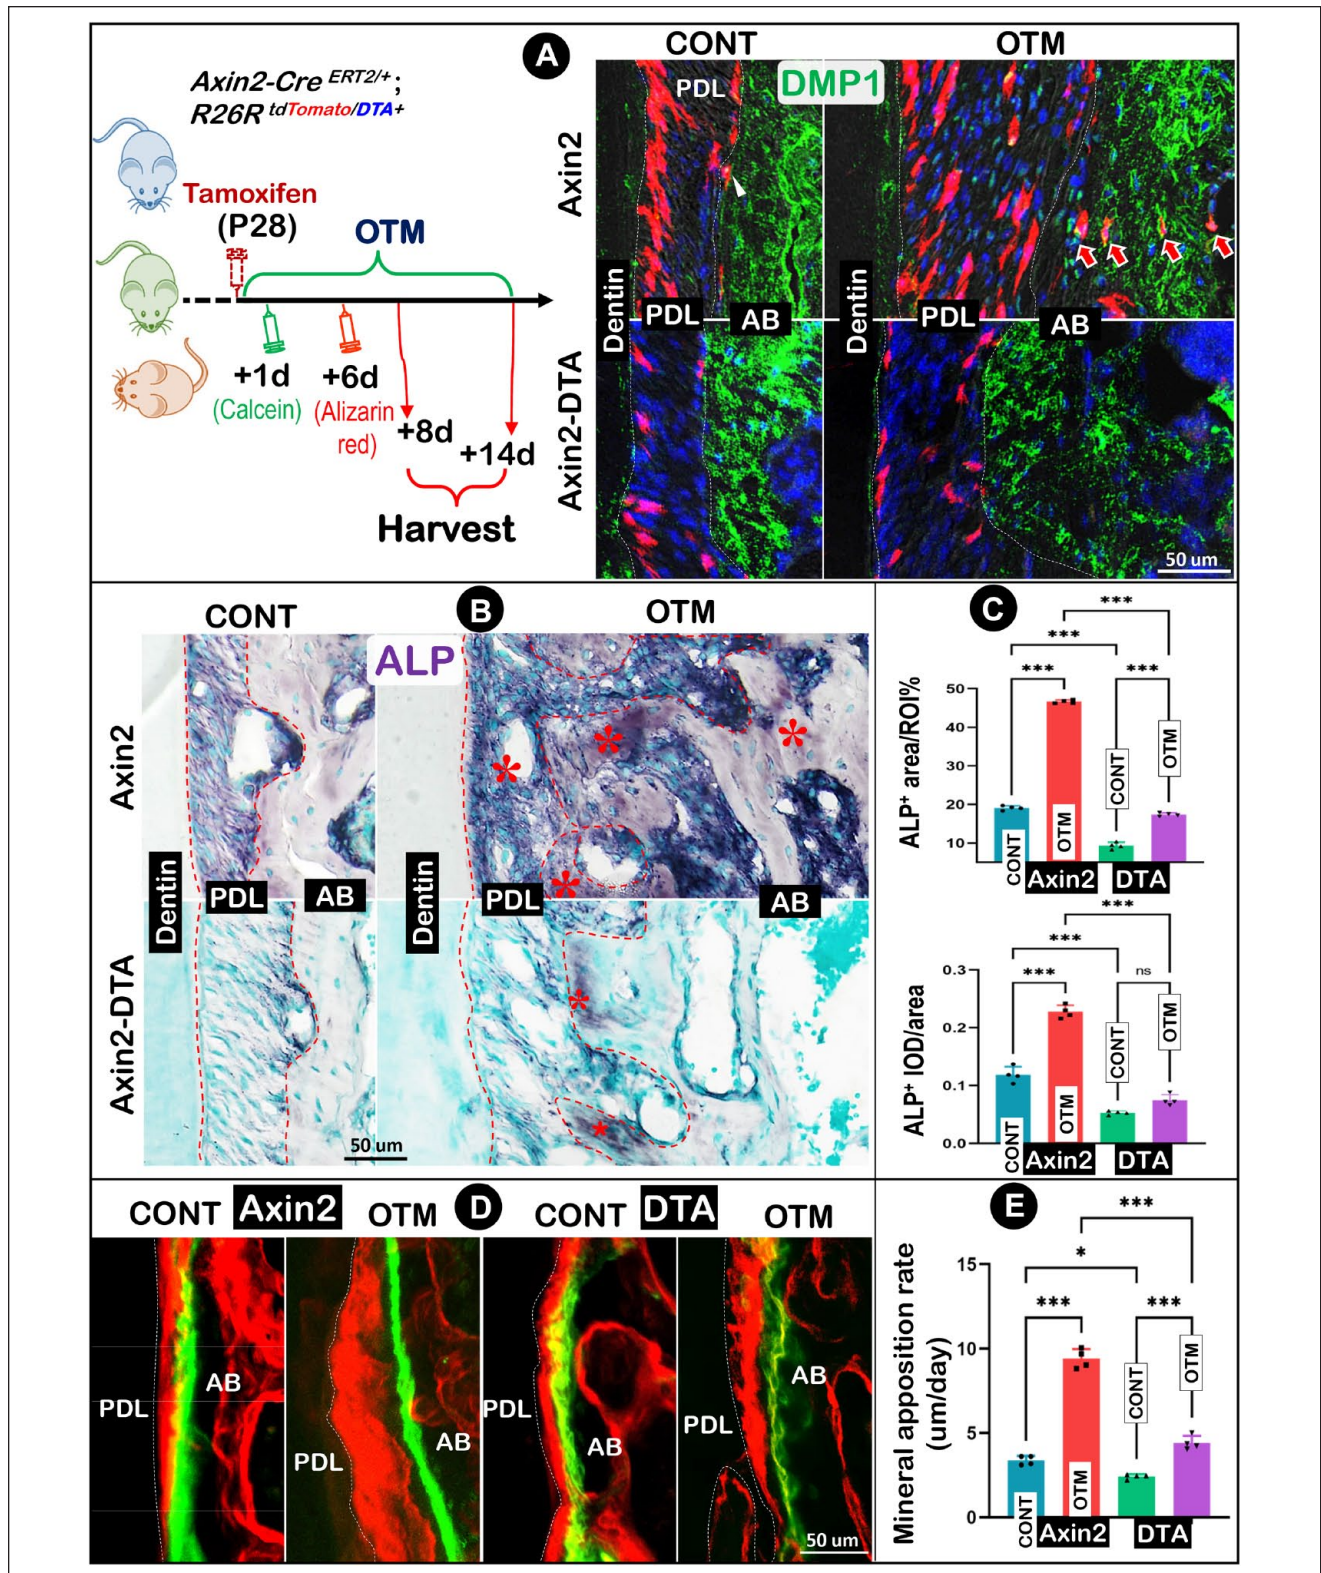 Axin2-Cre ERT2/+;
R26R tdTomato/DTA+
Tamoxifen
(P28)
OTM
+1d
(Calcein)
+6d
(Alizarin
red)
+8d
+14d
Harvest
A
CONT
OTM
PDL
DMP1
Axin2
Dentin
PDL
AB
Dentin
PDL
AB
Axin2-DTA
50 um
CONT
B
OTM
ALP
Axin2
Dentin
PDL
AB
Dentin
PDL
AB
Axin2-DTA
50 um
C
***
***
***
***
ALP+ area/ROI%
50
40
30
20
10
CONT
OTM
CONT
OTM
Axin2
DTA
***
***
***
ns
ALP+ IOD/area
0.3
0.2
0.1
0.0
CONT
OTM
CONT
OTM
Axin2
DTA
CONT
Axin2
OTM
D
CONT
DTA
OTM
PDL
AB
PDL
AB
PDL
AB
PDL
AB
50 um
E
***
*
***
***
Mineral apposition rate
(um/day)
15
10
5
0
CONT
OTM
CONT
OTM
Axin2
DTA